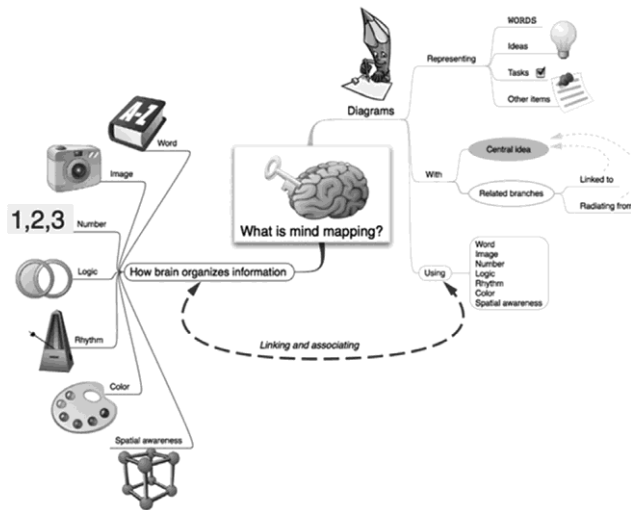 What is mind mapping?
Diagrams
Representing
WORDS
Ideas
Tasks
Other items
With
Central idea
Related branches
Linked to
Radiating from
Using
Word
Image
Number
Logic
Rhythm
Color
Spatial awareness
Linking and associating
How brain organizes information
A-Z
Word
Image
1,2,3
Number
Logic
Rhythm
Color
Spatial awareness